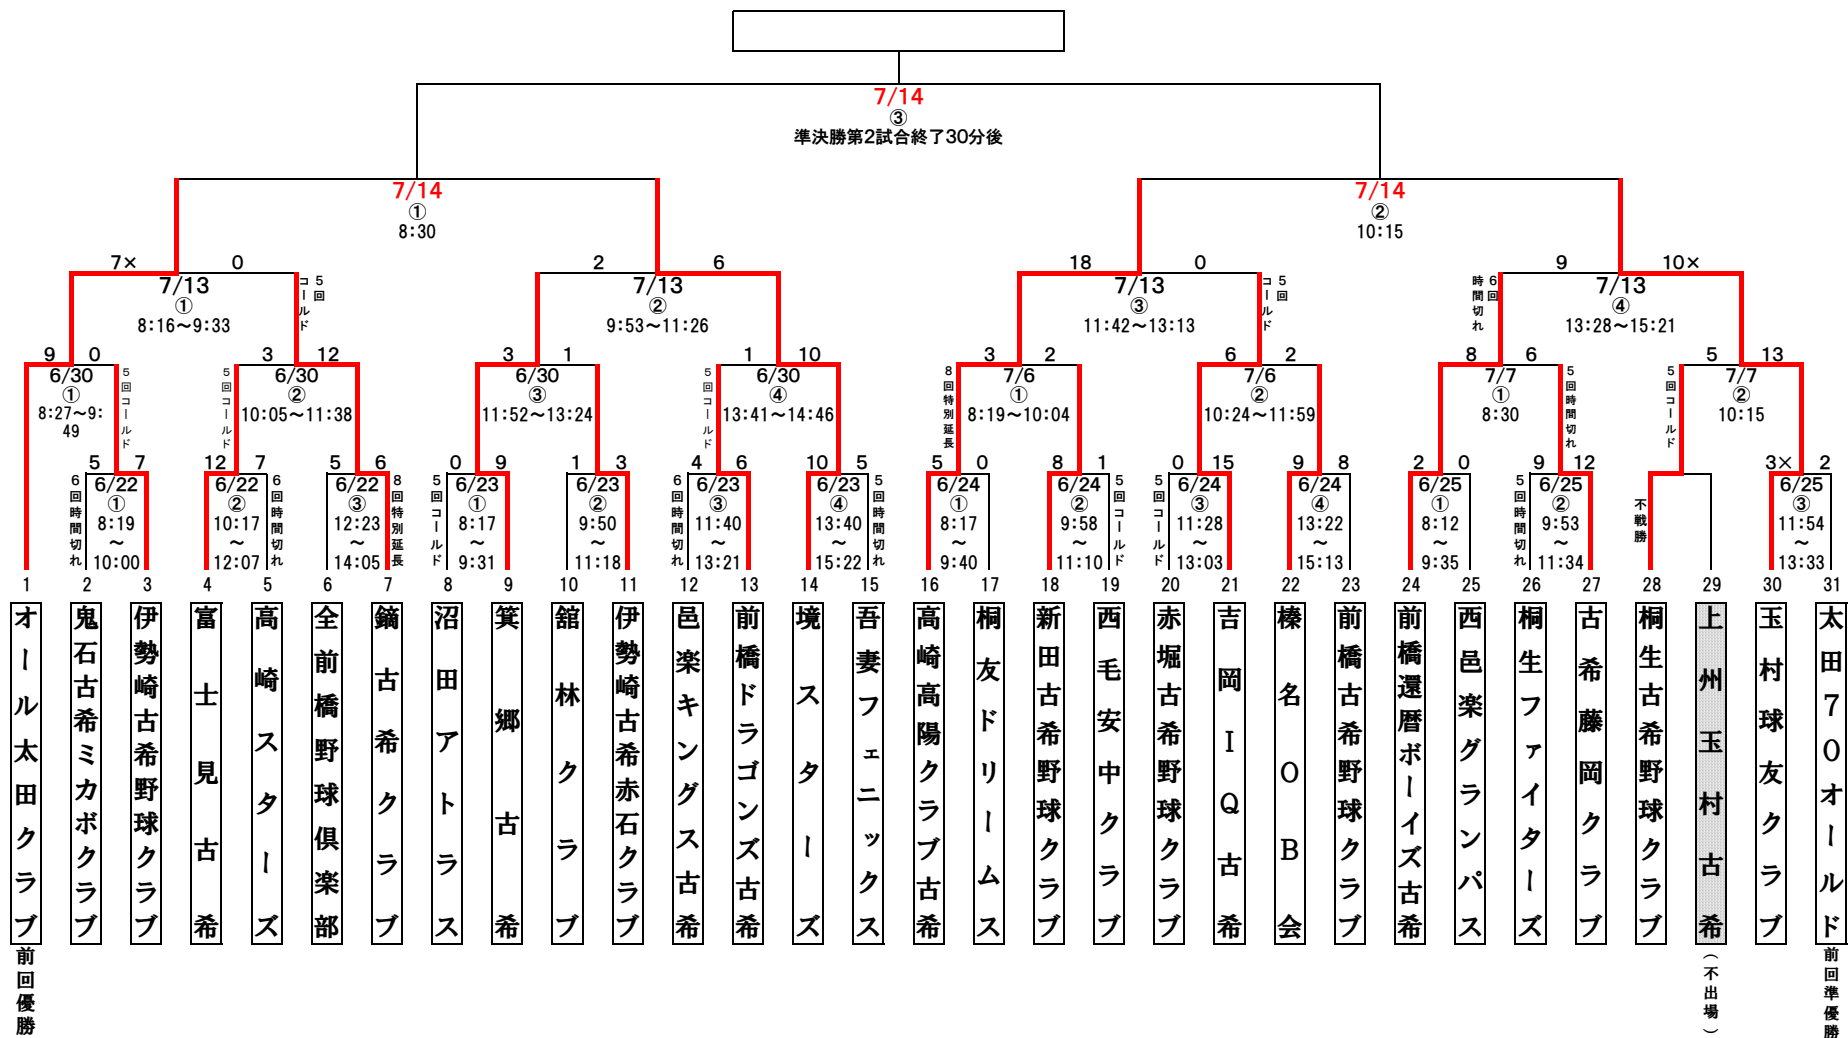 7/14
③
準決勝第2試合終了30分後
7/14
①
8:30
7/14
②
10:15
7× 0
7/13
①
8:16～9:33
5回コールド
2 6
7/13
②
9:53～11:26
18 0
7/13
③
11:42～13:13
5回コールド
9 10×
7/13
④
13:28～15:21
6回時間切れ
9 0
6/30
①
8:27～9:
49
5回コールド
3 12
6/30
②
10:05～11:38
5回コールド
3 1
6/30
③
11:52～13:24
1 10
6/30
④
13:41～14:46
5回コールド
3 2
7/6
①
8:19～10:04
8回特別延長
6 2
7/6
②
10:24～11:59
8 6
7/7
①
8:30
5回時間切れ
5 13
7/7
②
10:15
5回コールド
5 7
6/22
①
8:19
～
10:00
6回時間切れ
12 7
6/22
②
10:17
～
12:07
6回時間切れ
5 6
6/22
③
12:23
～
14:05
8回特別延長
0 9
6/23
①
8:17
～
9:31
5回コールド
1 3
6/23
②
9:50
～
11:18
4 6
6/23
③
11:40
～
13:21
6回時間切れ
10 5
6/23
④
13:40
～
15:22
5回時間切れ
5 0
6/24
①
8:17
～
9:40
8 1
6/24
②
9:58
～
11:10
5回コールド
0 15
6/24
③
11:28
～
13:03
5回コールド
9 8
6/24
④
13:22
～
15:13
2 0
6/25
①
8:12
～
9:35
9 12
6/25
②
9:53
～
11:34
5回時間切れ
不戦勝
3× 2
6/25
③
11:54
～
13:33
1 2 3 4 5 6 7 8 9 10 11 12 13 14 15 16 17 18 19 20 21 22 23 24 25 26 27 28 29 30 31
オール太田クラブ
前回優勝
鬼石古希ミカボクラブ
伊勢崎古希野球クラブ
富士見古希
高崎スターズ
全前橋野球倶楽部
鏑古希クラブ
沼田アトラス
箕郷古希
舘林クラブ
伊勢崎古希赤石クラブ
邑楽キングス古希
前橋ドラゴンズ古希
境スターズ
吾妻フェニックス
高崎高陽クラブ古希
桐友ドリームス
新田古希野球クラブ
西毛安中クラブ
赤堀古希野球クラブ
吉岡IQ古希
榛名OB会
前橋古希野球クラブ
前橋還暦ボーイズ古希
西邑楽グランパス
桐生ファイターズ
古希藤岡クラブ
桐生古希野球クラブ
上州玉村古希
（不出場）
玉村球友クラブ
太田70オールド
前回準優勝